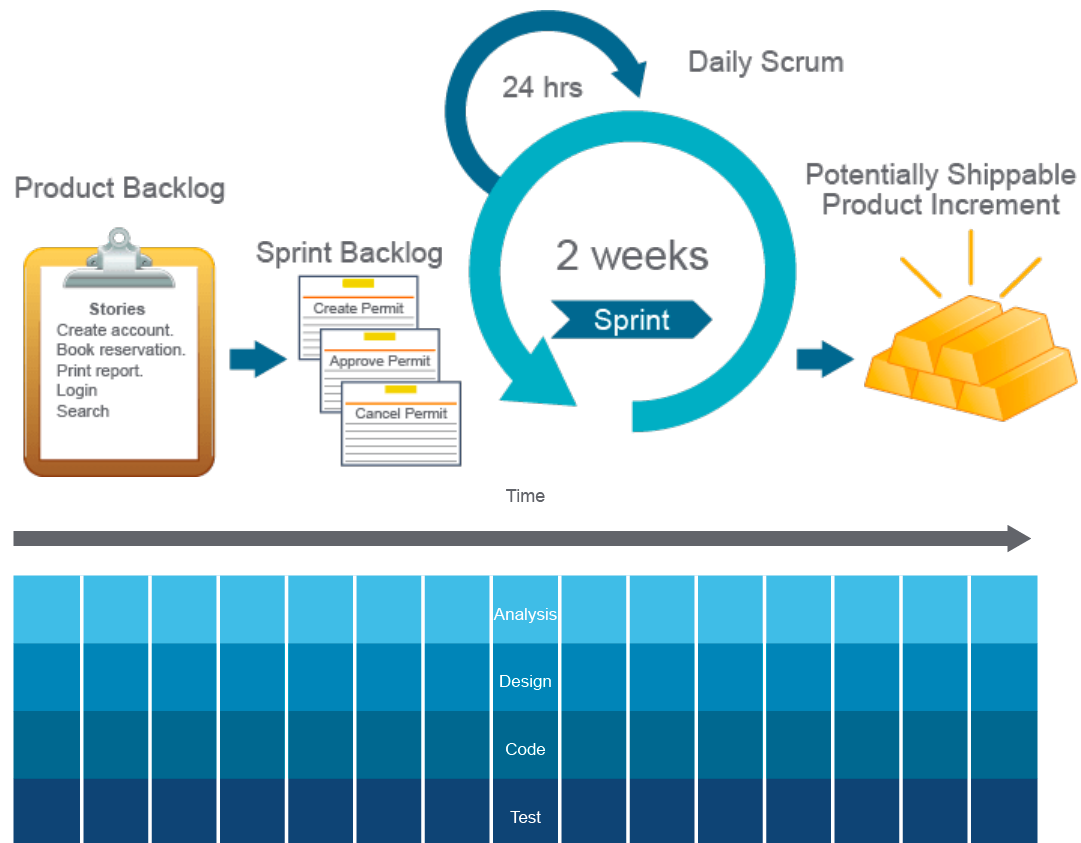 Daily Scrum
24 hrs
Product Backlog
Stories
Create account.
Book reservation.
Print report.
Login
Search
Sprint Backlog
Create Permit
Approve Permit
Cancel Permit
2 weeks
Sprint
Potentially Shippable
Product Increment
Time
Analysis
Design
Code
Test